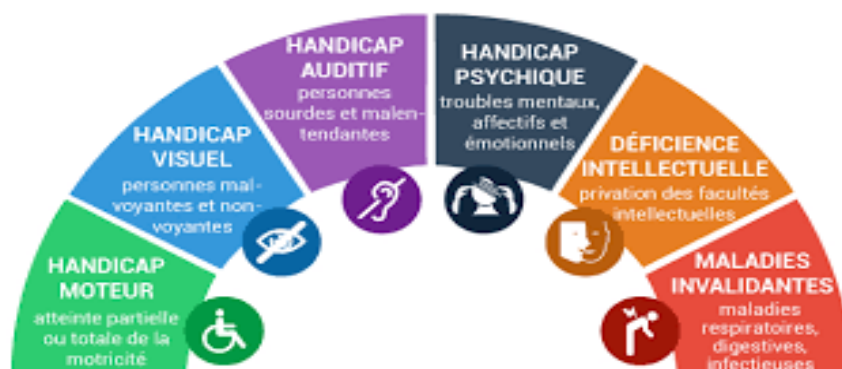 HANDICAP
MOTEUR
atteinte partielle
ou totale de la
motricité
HANDICAP
VISUEL
personnes mal-
voyantes et non-
voyantes
HANDICAP
AUDITIF
personnes
sourdes et malen-
tendantes
HANDICAP
PSYCHIQUE
troubles mentaux,
affectifs et
émotionnels
DÉFICIENCE
INTELLECTUELLE
privation des facultés
intellectuelles
MALADIES
INVALIDANTES
maladies
respiratoires,
digestives,
infectieuses